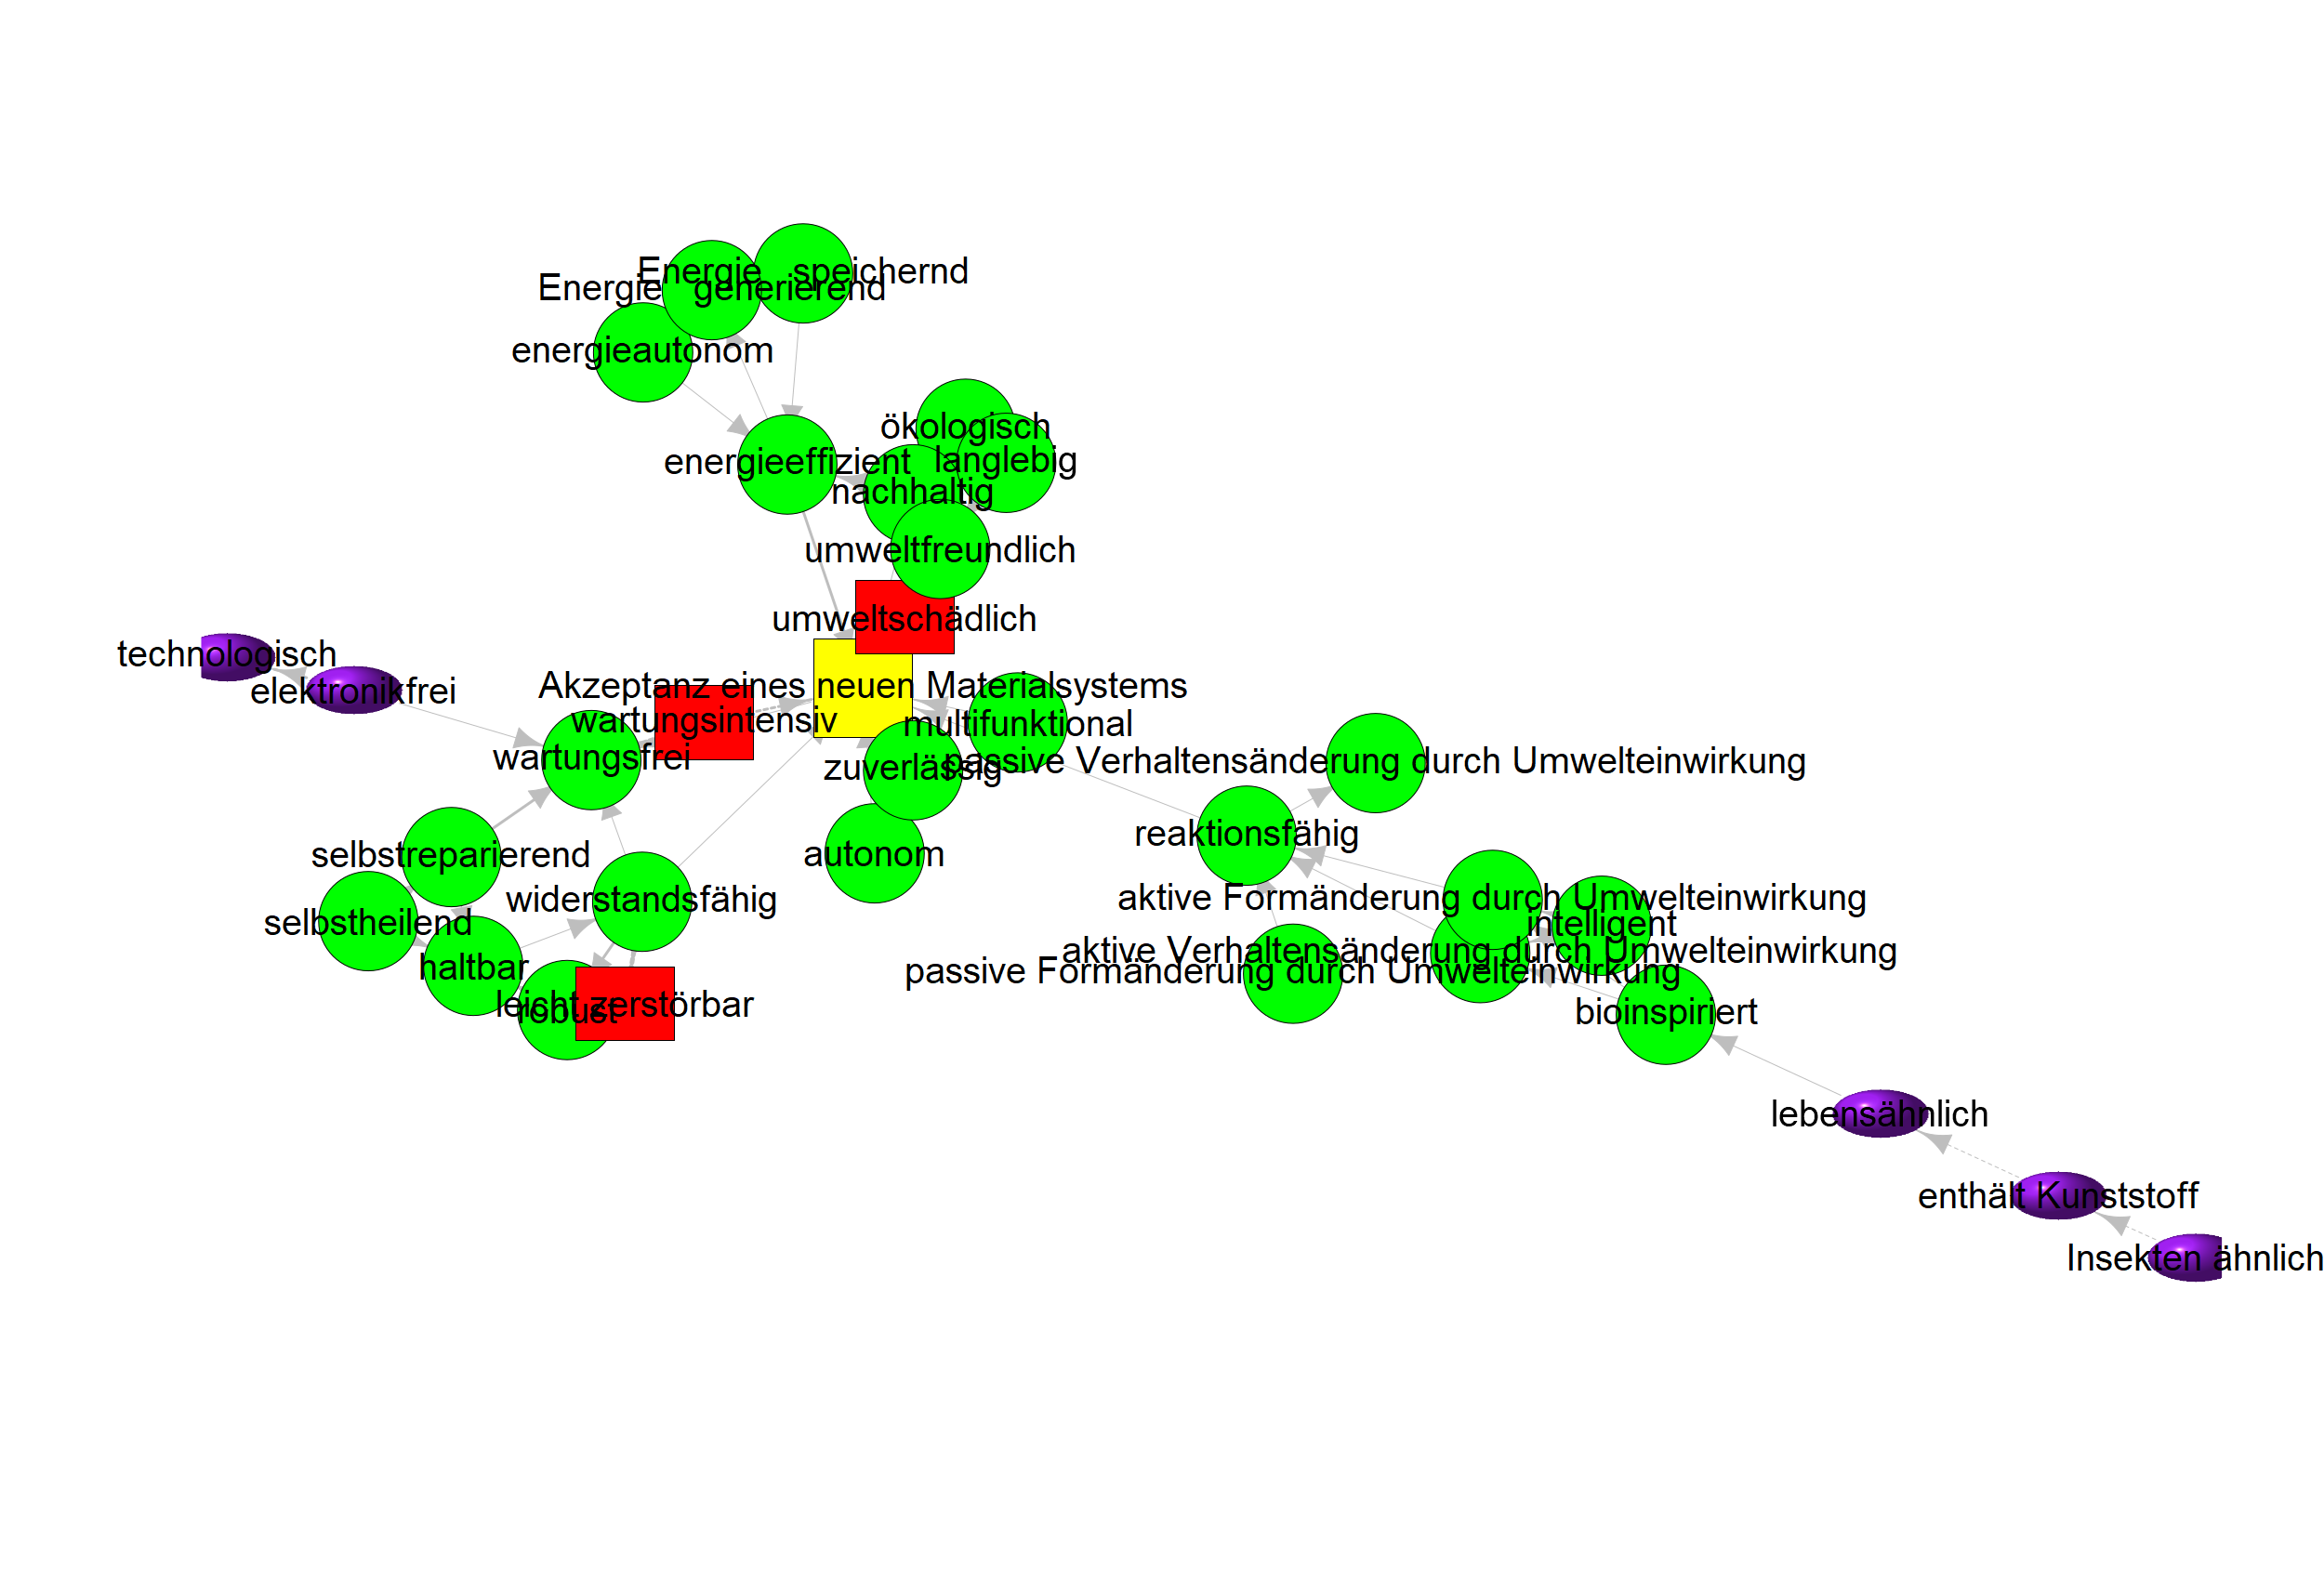 Energie speichernd
Energie generierend
energieautonom
ökologisch
energieeffizient
langlebig
nachhaltig
umweltfreundlich
umweltschädlich
technologisch
elektronikfrei
Akzeptanz eines neuen Materialsystems
wartungsintensiv
multifunktional
wartungsfrei
zuverlässig
passive Verhaltensänderung durch Umwelteinwirkung
reaktionsfähig
selbstreparierend
autonom
widerstandsfähig
aktive Formänderung durch Umwelteinwirkung
selbstheilend
intelligent
aktive Verhaltensänderung durch Umwelteinwirkung
haltbar
passive Formänderung durch Umwelteinwirkung
leicht zerstörbar
robust
bioinspiriert
lebensähnlich
enthält Kunststoff
Insekten ähnlich